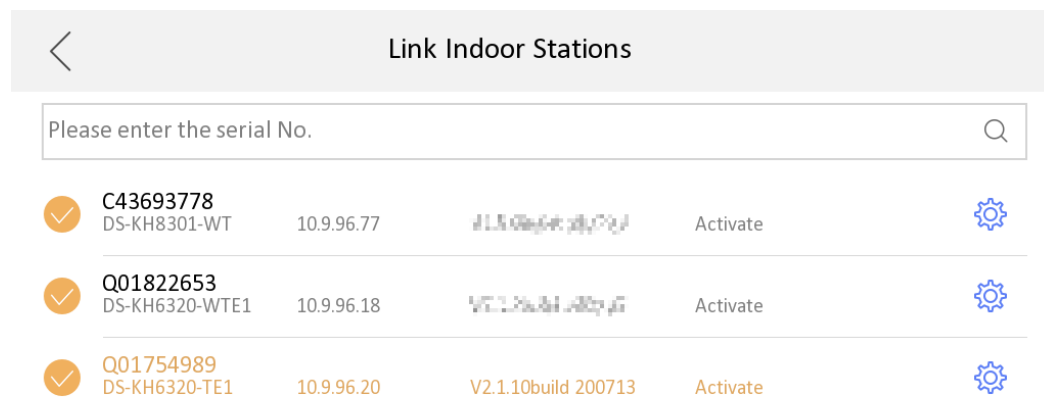 Link Indoor Stations
Please enter the serial No.
C43693778
DS-KH8301-WT 10.9.96.77 Activate
Q01822653
DS-KH6320-WTE1 10.9.96.18 Activate
Q01754989
DS-KH6320-TE1 10.9.96.20 V2.1.10build 200713 Activate